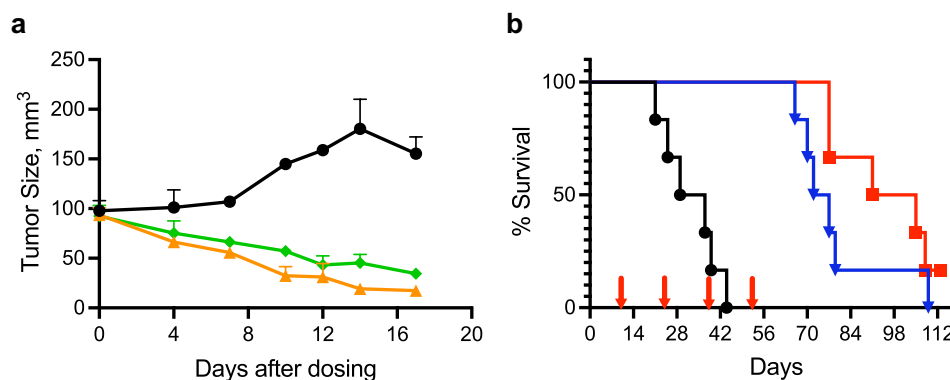 a
250
200
150
100
50
0
Tumor Size, mm³
0 4 8 12 16 20
Days after dosing
b
100
50
0
% Survival
0 14 28 42 56 70 84 98 112
Days